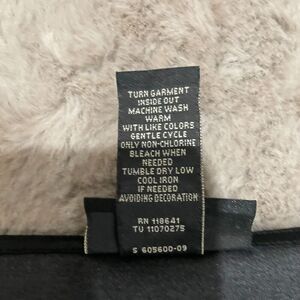 TURN GARMENT
INSIDE OUT
MACHINE WASH
WARM
WITH LIKE COLORS
GENTLE CYCLE
ONLY NON-CHLORINE
BLEACH WHEN
NEEDED
TUMBLE DRY LOW
COOL IRON
IF NEEDED
AVOIDING DECORATION
RN 118641
TU 11070275
S 605600-09